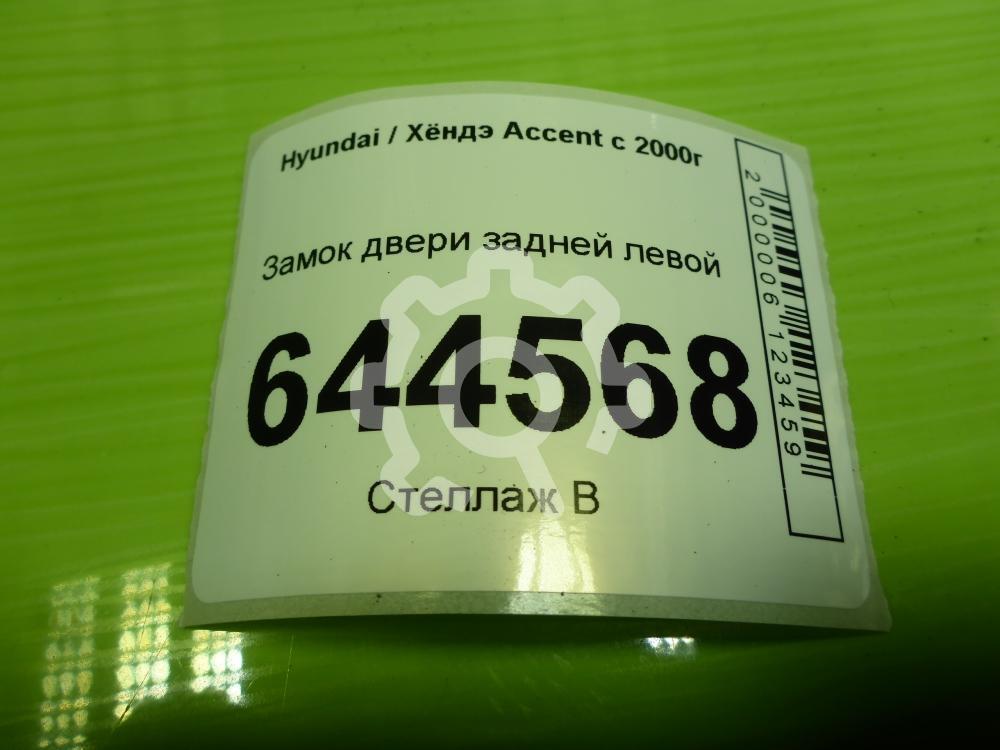 Hyundai / Хёндэ Accent с 2000г
Замок двери задней левой
644568
Стеллаж В
2000006123459